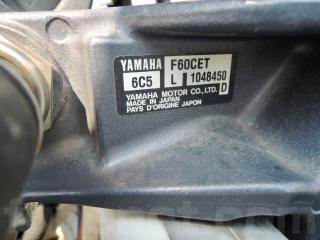 YAMAHA F60CET
6C5 L 1048450
YAMAHA MOTOR CO.,LTD. D
MADE IN JAPAN
PAYS D'ORIGINE JAPON